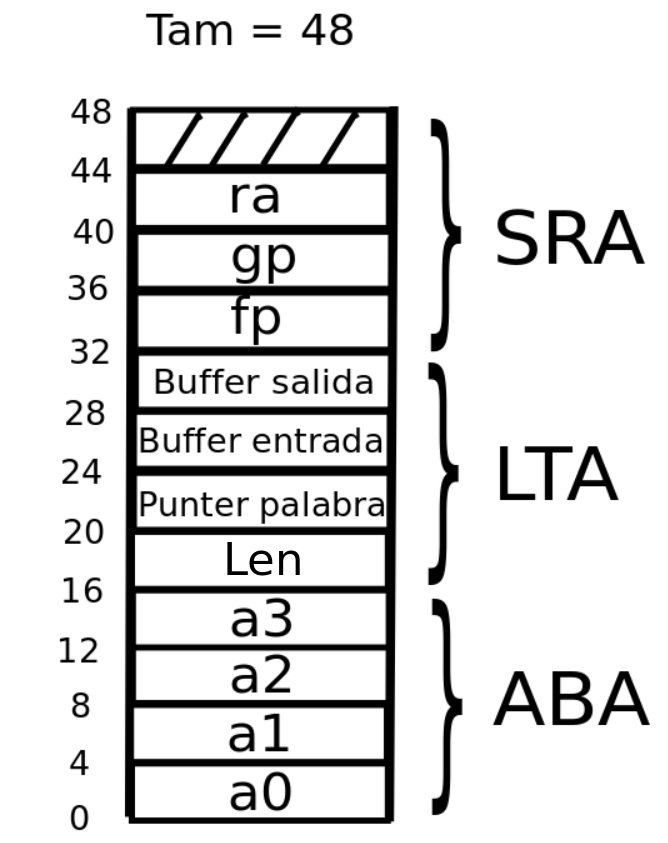 Tam = 48
48
44
ra
40
gp
36
fp
32
SRA
Buffer salida
28
Buffer entrada
24
Punter palabra
20
Len
16
LTA
a3
12
a2
8
a1
4
a0
0
ABA